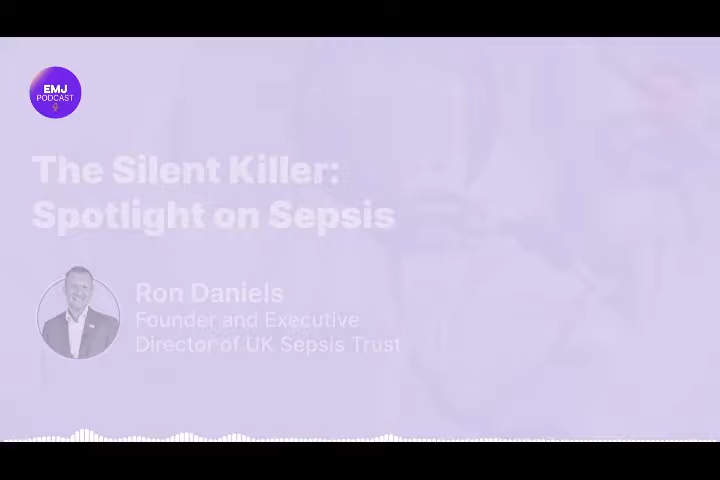 EMJ
PODCAST
The Silent Killer:
Spotlight on Sepsis
Ron Daniels
Founder and Executive
Director of UK Sepsis Trust